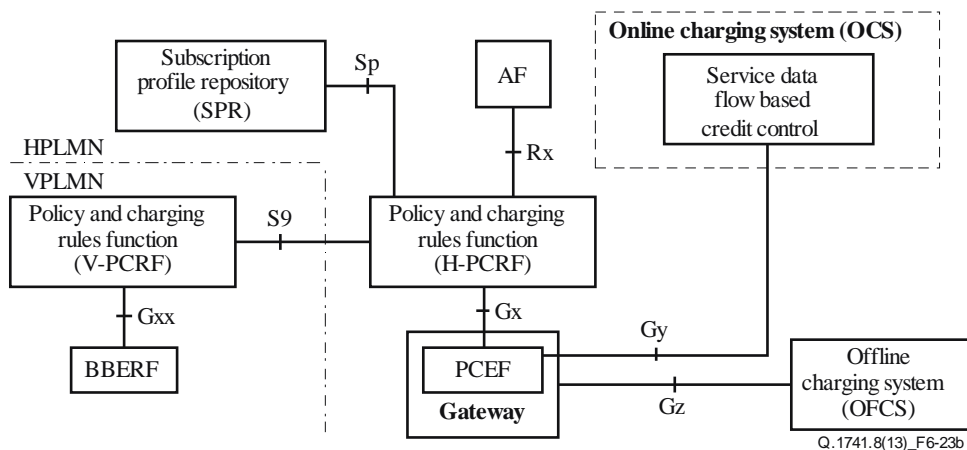 Online charging system (OCS)
Subscription
profile repository
(SPR)
Sp
AF
Service data
flow based
credit control
Rx
HPLMN
VPLMN
Policy and charging
rules function
(V-PCRF)
S9
Policy and charging
rules function
(H-PCRF)
Gxx
Gx
BBERF
PCEF
Gateway
Gy
Gz
Offline
charging system
(OFCS)
Q.1741.8(13)_F6-23b